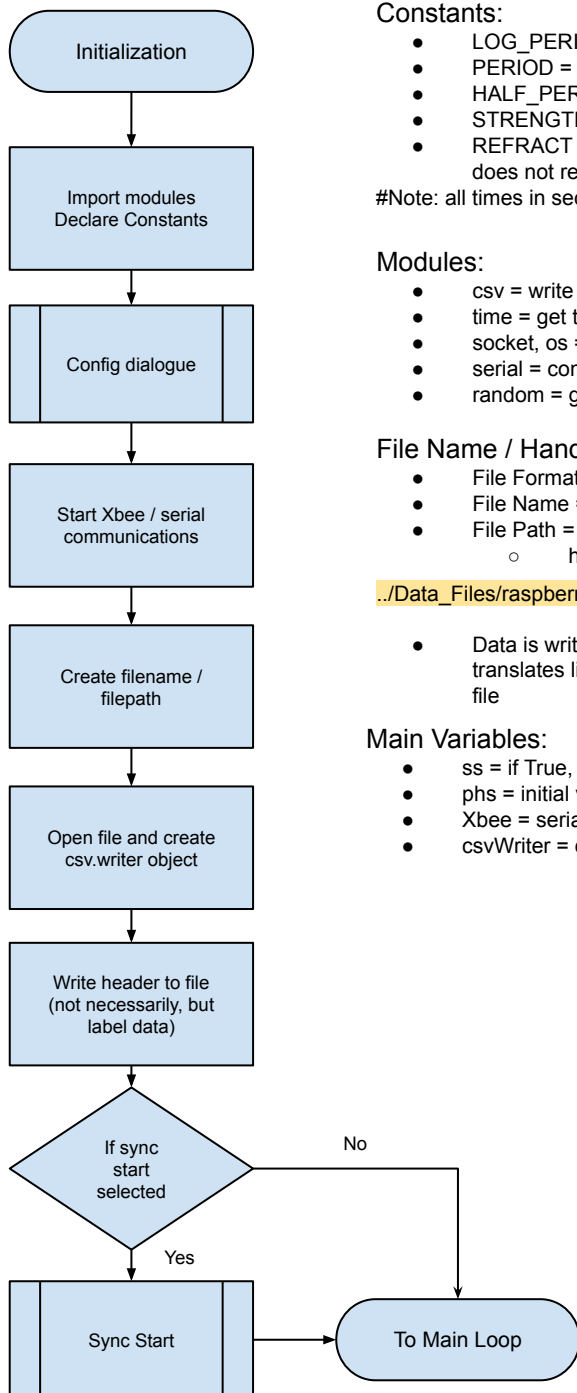 Initialization
Import modules
Declare Constants
Config dialogue
Start Xbee / serial
communications
Create filename /
filepath
Open file and create
csv.writer object
Write header to file
(not necessarily, but
label data)
If sync
start
selected
No
Yes
Sync Start
To Main Loop
Constants:
● LOG_PERI
● PERIOD =
● HALF_PER
● STRENGT
● REFRACT
does not re
#Note: all times in sec
Modules:
● csv = write
● time = get t
● socket, os =
● serial = con
● random = g
File Name / Hand
● File Format
● File Name =
● File Path =
○ h
../Data_Files/raspberr
● Data is writ
translates li
file
Main Variables:
● ss = if True,
● phs = initial v
● Xbee = seria
● csvWriter = c